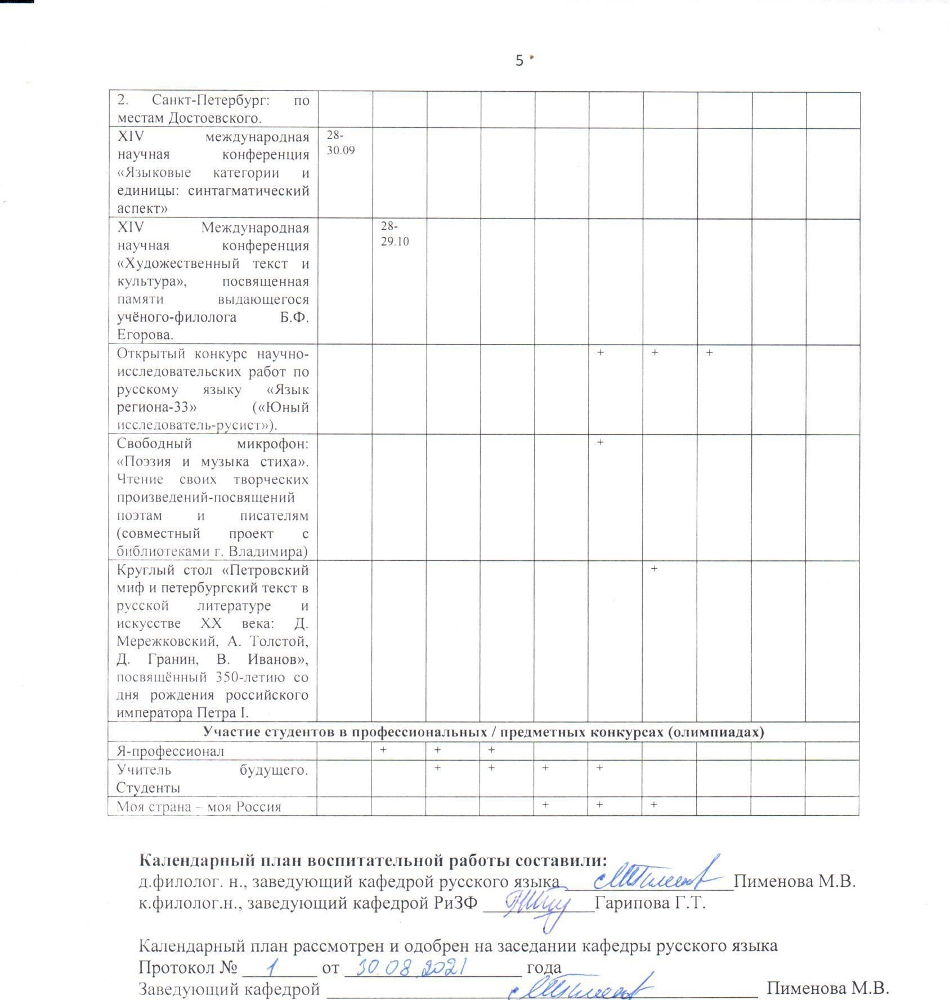 5
2. Санкт-Петербург: по
местам Достоевского.
XIV международная
научная конференция
«Языковые категории и
единицы: синтагматический
аспект»
28-
30.09
XIV Международная
научная конференция
«Художественный текст и
культура», посвященная
памяти выдающегося
учёного-филолога Б.Ф.
Егорова.
28-
29.10
Открытый конкурс научно-
исследовательских работ по
русскому языку «Язык
региона-33» («Юный
исследователь-русист»).
+ + +
Свободный микрофон:
«Поэзия и музыка стиха».
Чтение своих творческих
произведений-посвящений
поэтам и писателям
(совместный проект с
библиотеками г. Владимира)
+
Круглый стол «Петровский
миф и петербургский текст в
русской литературе и
искусстве XX века: Д.
Мережковский, А. Толстой,
Д. Гранин, В. Иванов»,
посвящённый 350-летию со
дня рождения российского
императора Петра I.
+
Участие студентов в профессиональных / предметных конкурсах (олимпиадах)
Я-профессионал + + +
Учитель будущего.
Студенты
+ + + +
Моя страна – моя Россия + + +
Календарный план воспитательной работы составили:
д.филолог. н., заведующий кафедрой русского языка Пименова М.В.
к.филолог.н., заведующий кафедрой РиЗФ Гарипова Г.Т.
Календарный план рассмотрен и одобрен на заседании кафедры русского языка
Протокол № 1 от 30.08.2021 года
Заведующий кафедрой Пименова М.В.